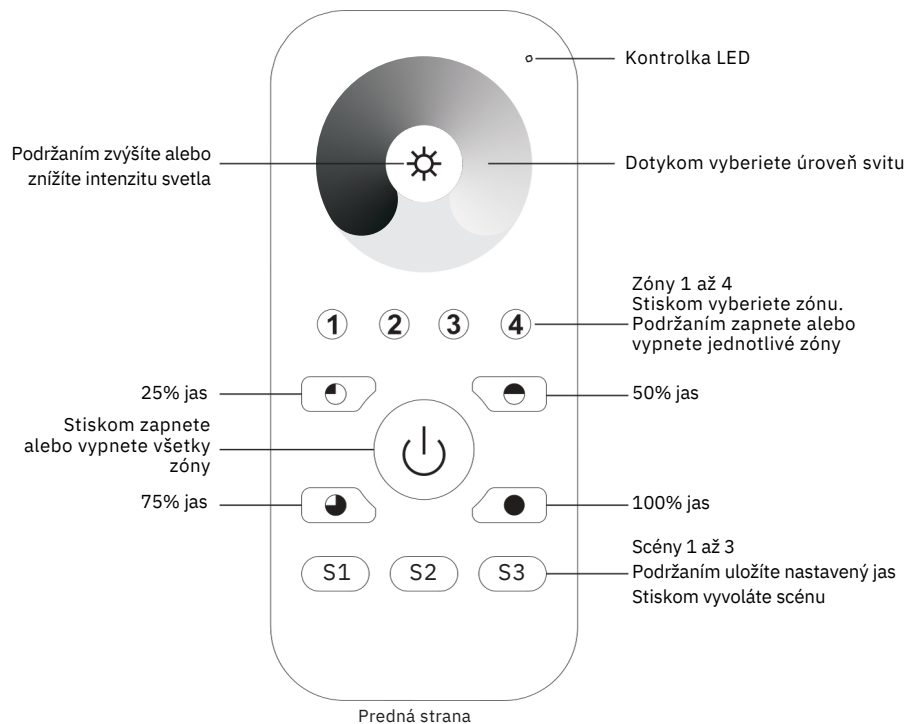 Kontrolka LED
Podržaním zvýšite alebo
znížite intenzitu svetla
Dotykom vyberiete úroveň svitu
Zóny 1 až 4
Stiskom vyberiete zónu.
Podržaním zapnete alebo
vypnete jednotlivé zóny
1 2 3 4
25% jas
50% jas
Stiskom zapnete
alebo vypnete všetky
zóny
75% jas
100% jas
S1 S2 S3
Scény 1 až 3
Podržaním uložíte nastavený jas
Stiskom vyvoláte scénu
Predná strana